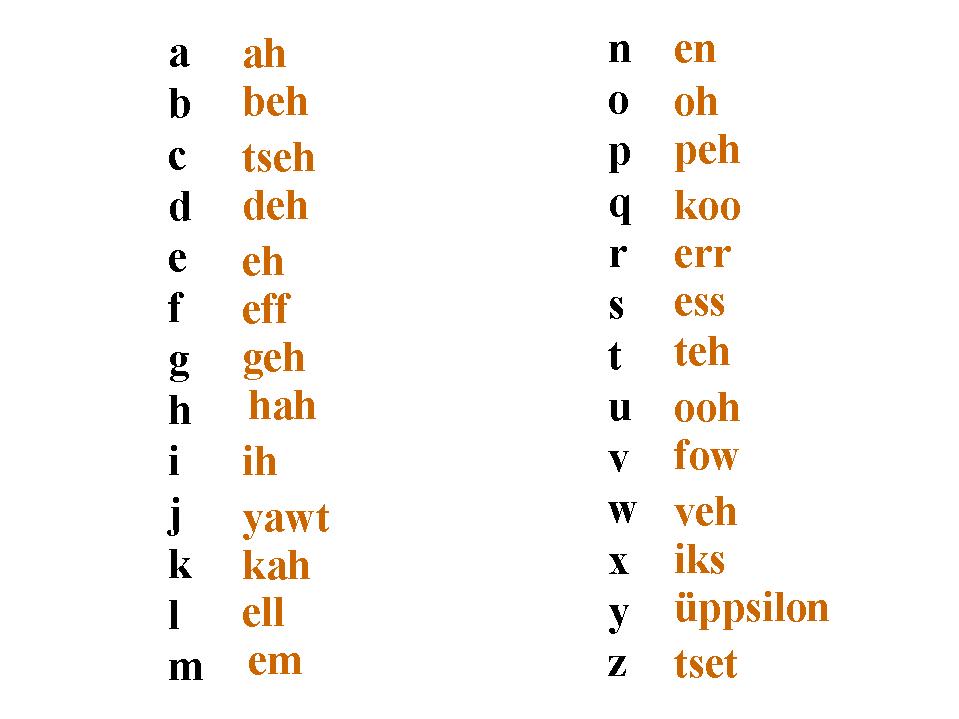 a ah
b beh
c tseh
d deh
e eh
f eff
g geh
h hah
i ih
j yawt
k kah
l ell
m em
n en
o oh
p peh
q koo
r err
s ess
t teh
u ooh
v fow
w veh
x iks
y üppsilon
z tset